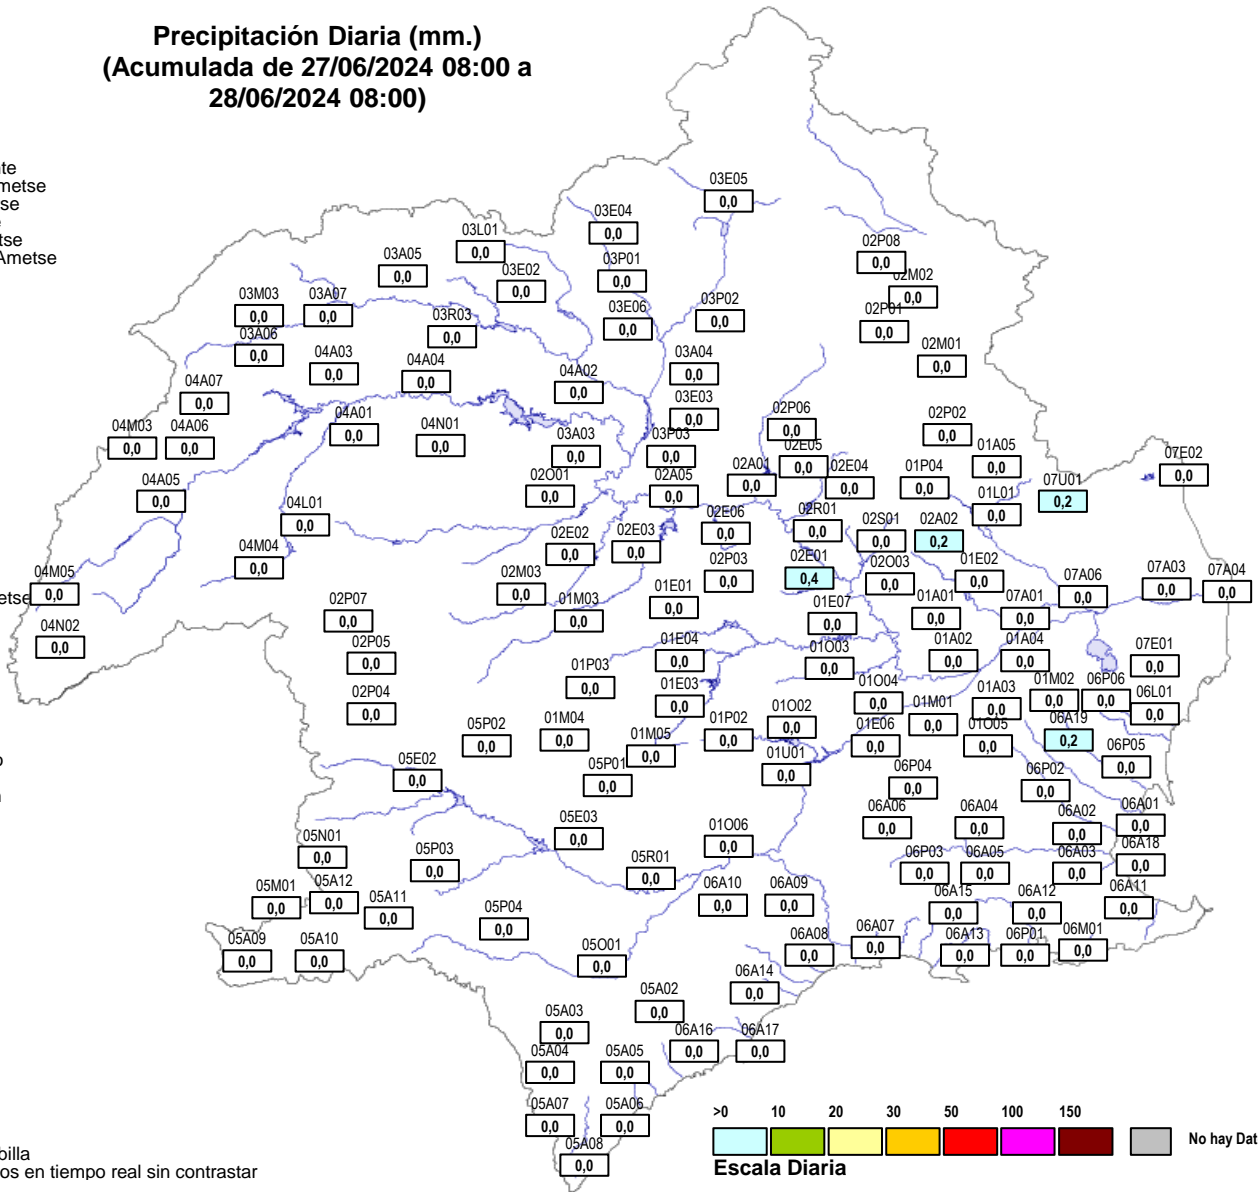 Precipitación Diaria (mm.)
(Acumulada de 27/06/2024 08:00 a
28/06/2024 08:00)
03E05
0,0
03E04
0,0
03L01
0,0
03A05
0,0
03P01
0,0
03E02
0,0
02P08
0,0
02M02
0,0
03M03
0,0
03A07
0,0
03R03
0,0
03E06
0,0
03P02
0,0
02P01
0,0
03A06
0,0
04A03
0,0
04A04
0,0
03A04
0,0
02M01
0,0
04A07
0,0
04A02
0,0
03E03
0,0
04M03
0,0
04A06
0,0
04A01
0,0
04N01
0,0
03A03
0,0
03P03
0,0
02P06
0,0
02E05
0,0
02P02
0,0
01A05
0,0
07E02
0,0
04A05
0,0
02O01
0,0
02A05
0,0
02A01
0,0
02E04
0,0
01P04
0,0
01L01
0,0
07U01
0,2
04L01
0,0
02E02
0,0
02E03
0,0
02E06
0,0
02R01
0,0
02S01
0,0
02A02
0,2
04M04
0,0
04M05
0,0
02M03
0,0
01M03
0,0
01E01
0,0
02P03
0,0
02E01
0,4
02O03
0,0
01E02
0,0
07A06
0,0
07A03
0,0
07A04
0,0
04N02
0,0
02P07
0,0
01E07
0,0
01A01
0,0
07A01
0,0
02P05
0,0
01E04
0,0
01O03
0,0
01A02
0,0
01A04
0,0
07E01
0,0
02P04
0,0
01P03
0,0
01E03
0,0
01O04
0,0
01M01
0,0
01A03
0,0
01M02
0,0
06P06
0,0
06L01
0,0
05P02
0,0
01M04
0,0
01M05
0,0
01P02
0,0
01O02
0,0
01E06
0,0
01O05
0,0
06A19
0,2
06P05
0,0
05E02
0,0
05P01
0,0
01U01
0,0
06P04
0,0
06P02
0,0
05E03
0,0
01O06
0,0
06A06
0,0
06A04
0,0
06A02
0,0
06A01
0,0
05N01
0,0
05P03
0,0
05R01
0,0
06P03
0,0
06A05
0,0
06A03
0,0
06A18
0,0
05M01
0,0
05A12
0,0
05A11
0,0
05P04
0,0
06A10
0,0
06A09
0,0
06A15
0,0
06A12
0,0
06A11
0,0
05A09
0,0
05A10
0,0
05O01
0,0
06A08
0,0
06A07
0,0
06A13
0,0
06P01
0,0
06M01
0,0
05A02
0,0
06A14
0,0
05A03
0,0
06A16
0,0
06A17
0,0
05A04
0,0
05A05
0,0
05A07
0,0
05A06
0,0
05A08
0,0
>0 10 20 30 50 100 150
No hay Dat
Escala Diaria
os en tiempo real sin contrastar